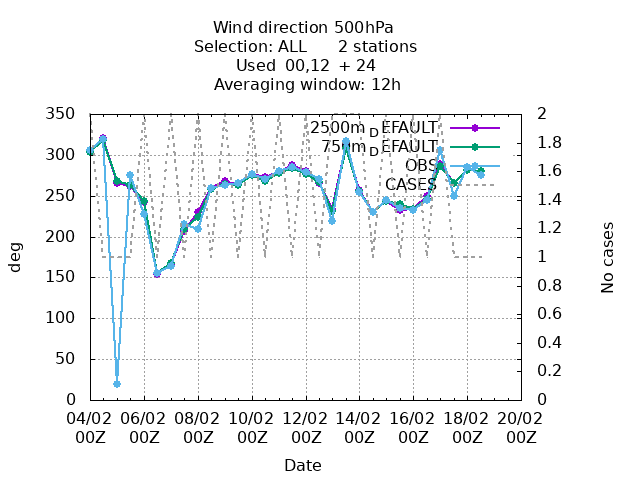 Wind direction 500hPa
Selection: ALL 2 stations
Used 00,12 + 24
Averaging window: 12h
350
300
250
200
150
100
50
0
deg
2500m_DEFAULT
750m_DEFAULT
OBS
CASES
2
1.8
1.6
1.4
1.2
1
0.8
0.6
0.4
0.2
0
No cases
04/02 06/02 08/02 10/02 12/02 14/02 16/02 18/02 20/02
00Z 00Z 00Z 00Z 00Z 00Z 00Z 00Z 00Z
Date